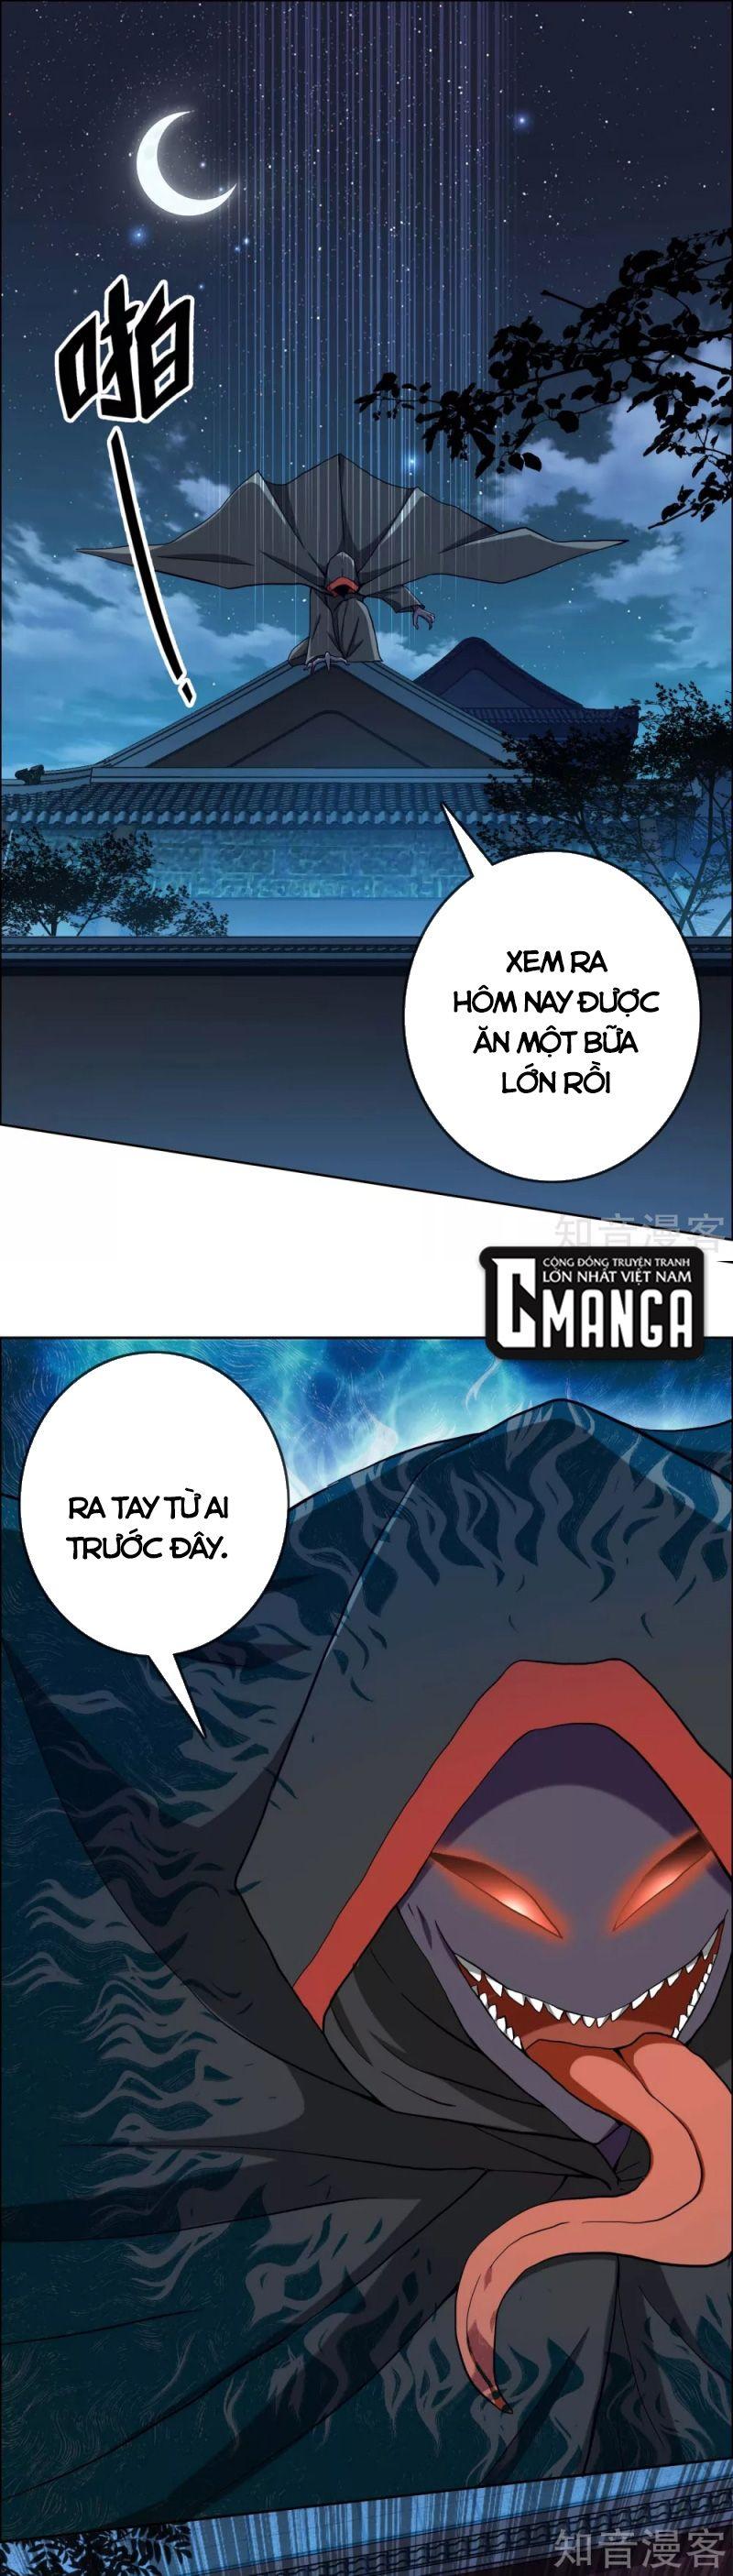 啪
XEM RA
HÔM NAY ĐƯỢC
ĂN MỘT BỮA
LỚN RỒI
知音漫客
CỘNG ĐỒNG TRUYỆN TRANH
LỚN NHẤT VIỆT NAM
CMANGA
RA TAY TỪ AI
TRƯỚC ĐÂY.
知音漫客